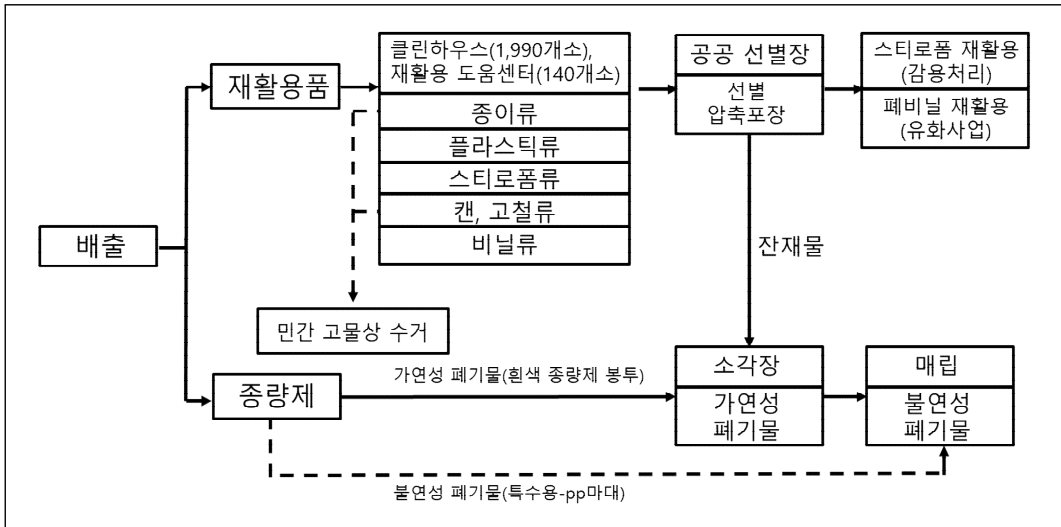 배출
재활용품
클린하우스(1,990개소),
재활용 도움센터(140개소)
종이류
플라스틱류
스티로폼류
캔, 고철류
비닐류
민간 고물상 수거
공공 선별장
선별
압축포장
스티로폼 재활용
(감용처리)
폐비닐 재활용
(유화사업)
잔재물
종량제
가연성 폐기물(흰색 종량제 봉투)
소각장
가연성
폐기물
매립
불연성
폐기물
불연성 폐기물(특수용-pp마대)